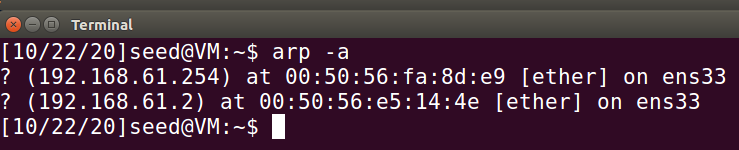 Terminal
[10/22/20]seed@VM:~$ arp -a
? (192.168.61.254) at 00:50:56:fa:8d:e9 [ether] on ens33
? (192.168.61.2) at 00:50:56:e5:14:4e [ether] on ens33
[10/22/20]seed@VM:~$